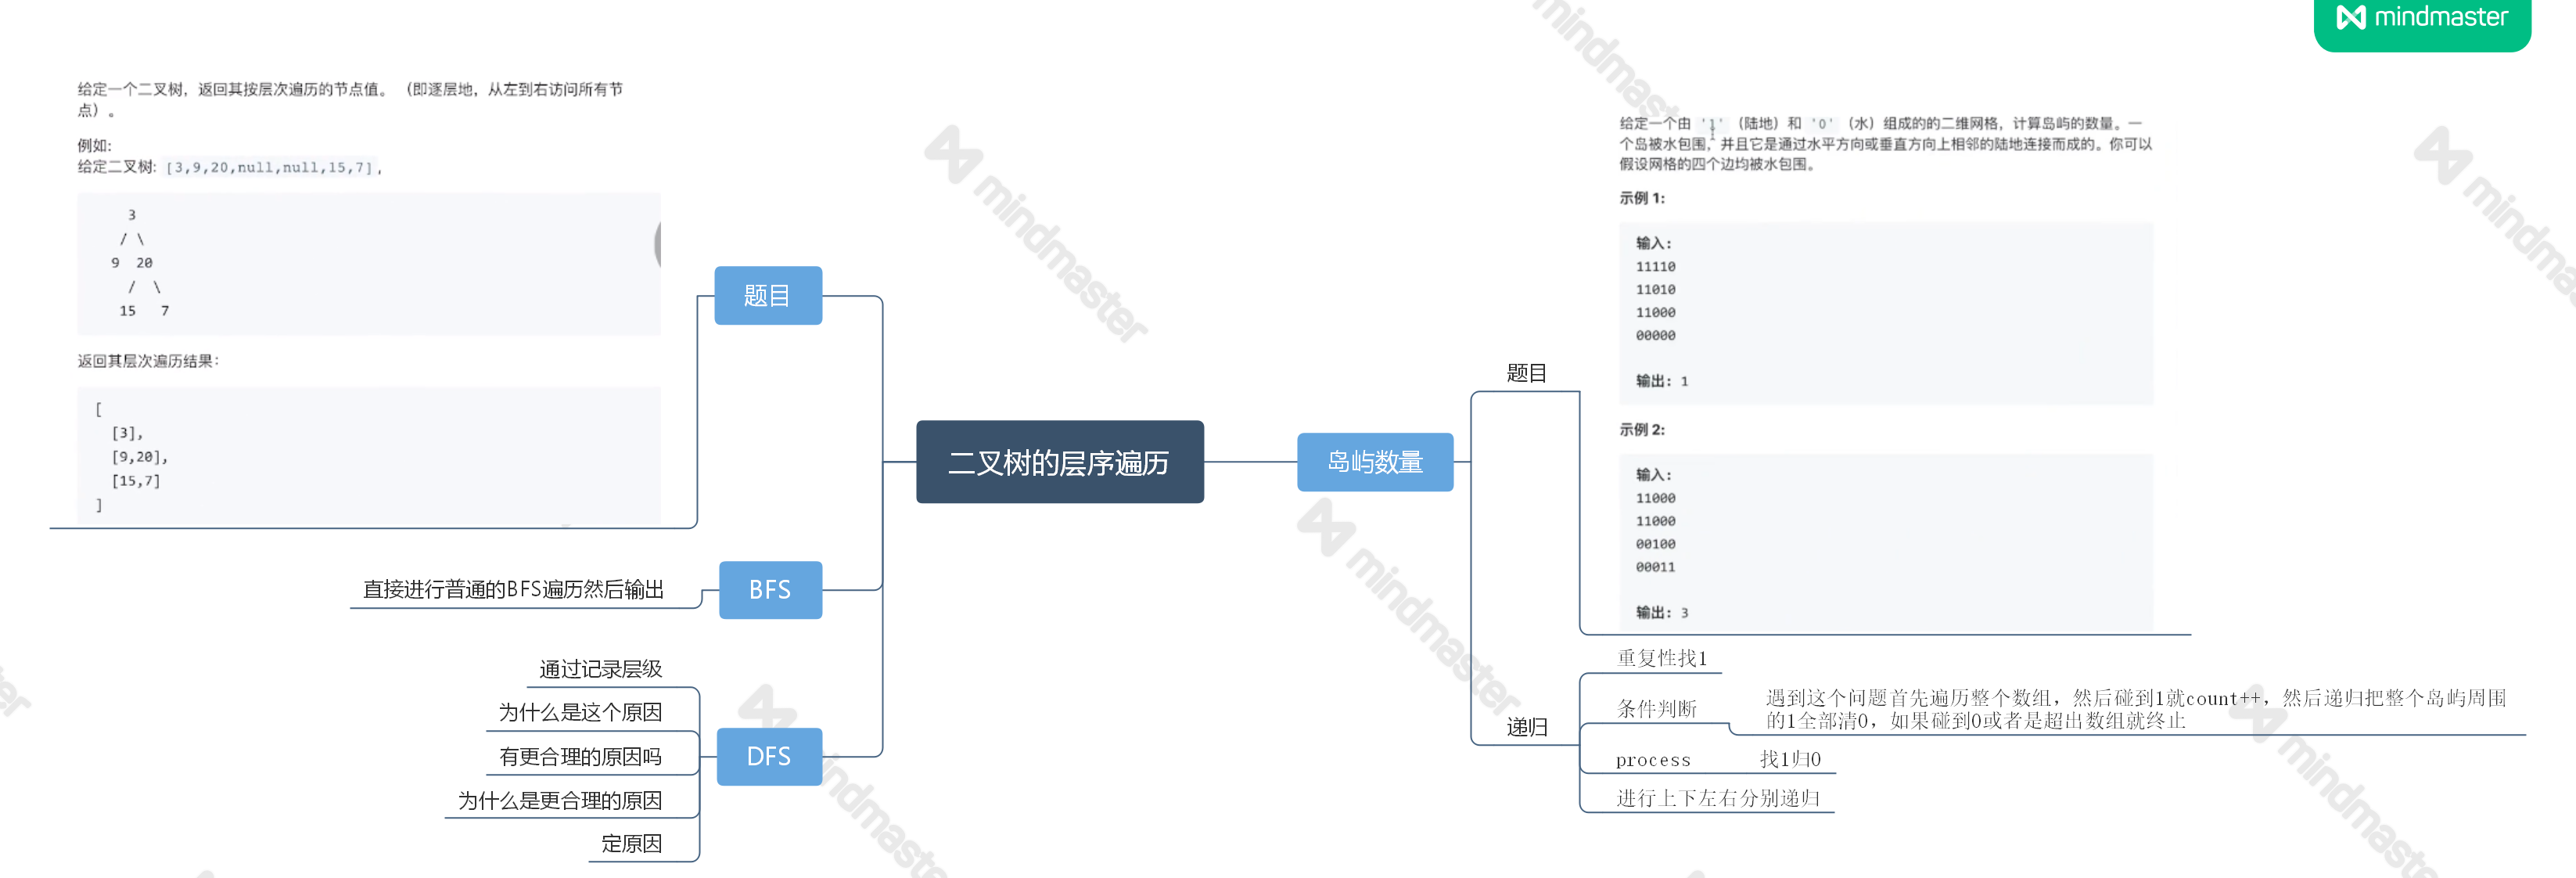 mindmaster
给定一个二叉树，返回其按层次遍历的节点值。 （即逐层地，从左到右访问所有节
点）。
例如:
给定二叉树: [3,9,20,null,null,15,7],
3
/ \
9 20
/ \
15 7
返回其层次遍历结果：
[
[3],
[9,20],
[15,7]
]
题目
BFS
直接进行普通的BFS遍历然后输出
DFS
通过记录层级
为什么是这个原因
有更合理的原因吗
为什么是更合理的原因
定原因
二叉树的层序遍历
岛屿数量
题目
给定一个由 '1' （陆地）和 '0' （水）组成的的二维网格，计算岛屿的数量。一
个岛被水包围，并且它是通过水平方向或垂直方向上相邻的陆地连接而成的。你可以
假设网格的四个边均被水包围。
示例 1:
输入:
11110
11010
11000
00000
输出: 1
示例 2:
输入:
11000
11000
00100
00011
输出: 3
递归
重复性找1
条件判断
遇到这个问题首先遍历整个数组，然后碰到1就count++，然后递归把整个岛屿周围
的1全部清0，如果碰到0或者是超出数组就终止
process 找1归0
进行上下左右分别递归
mindmaster
mindmaster
mindmaster
mindmaster
mindmaster
mindmaster